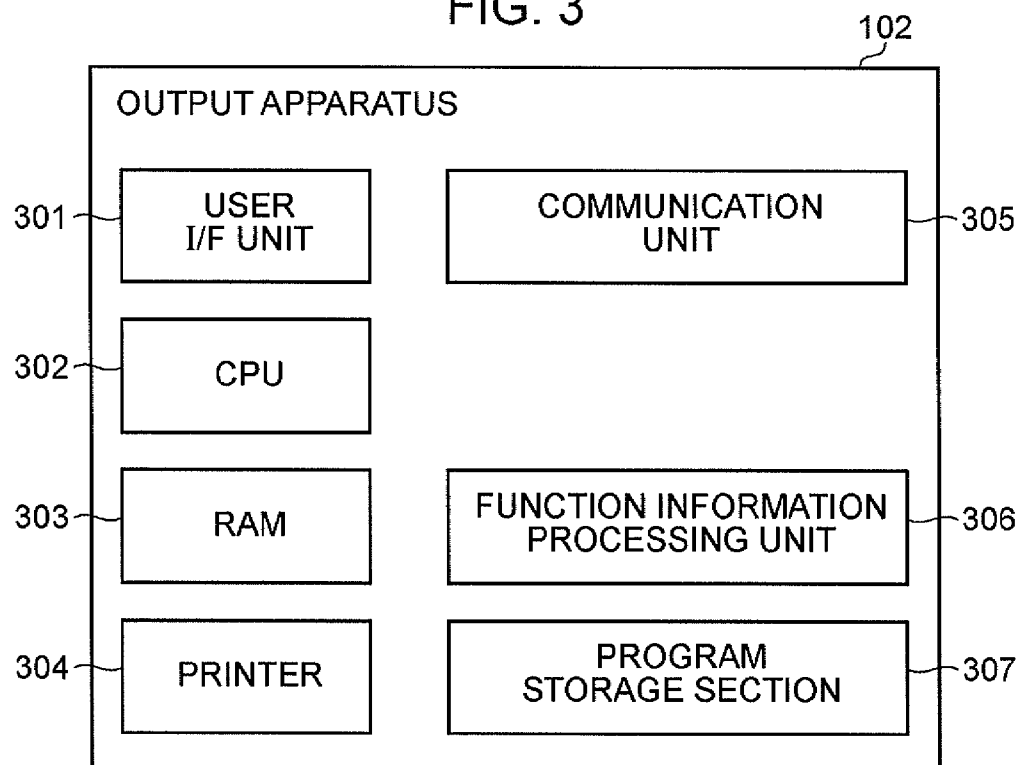 FIG. 3
102
OUTPUT APPARATUS
301
USER
I/F UNIT
COMMUNICATION
UNIT
305
302
CPU
303
RAM
FUNCTION INFORMATION
PROCESSING UNIT
306
304
PRINTER
PROGRAM
STORAGE SECTION
307